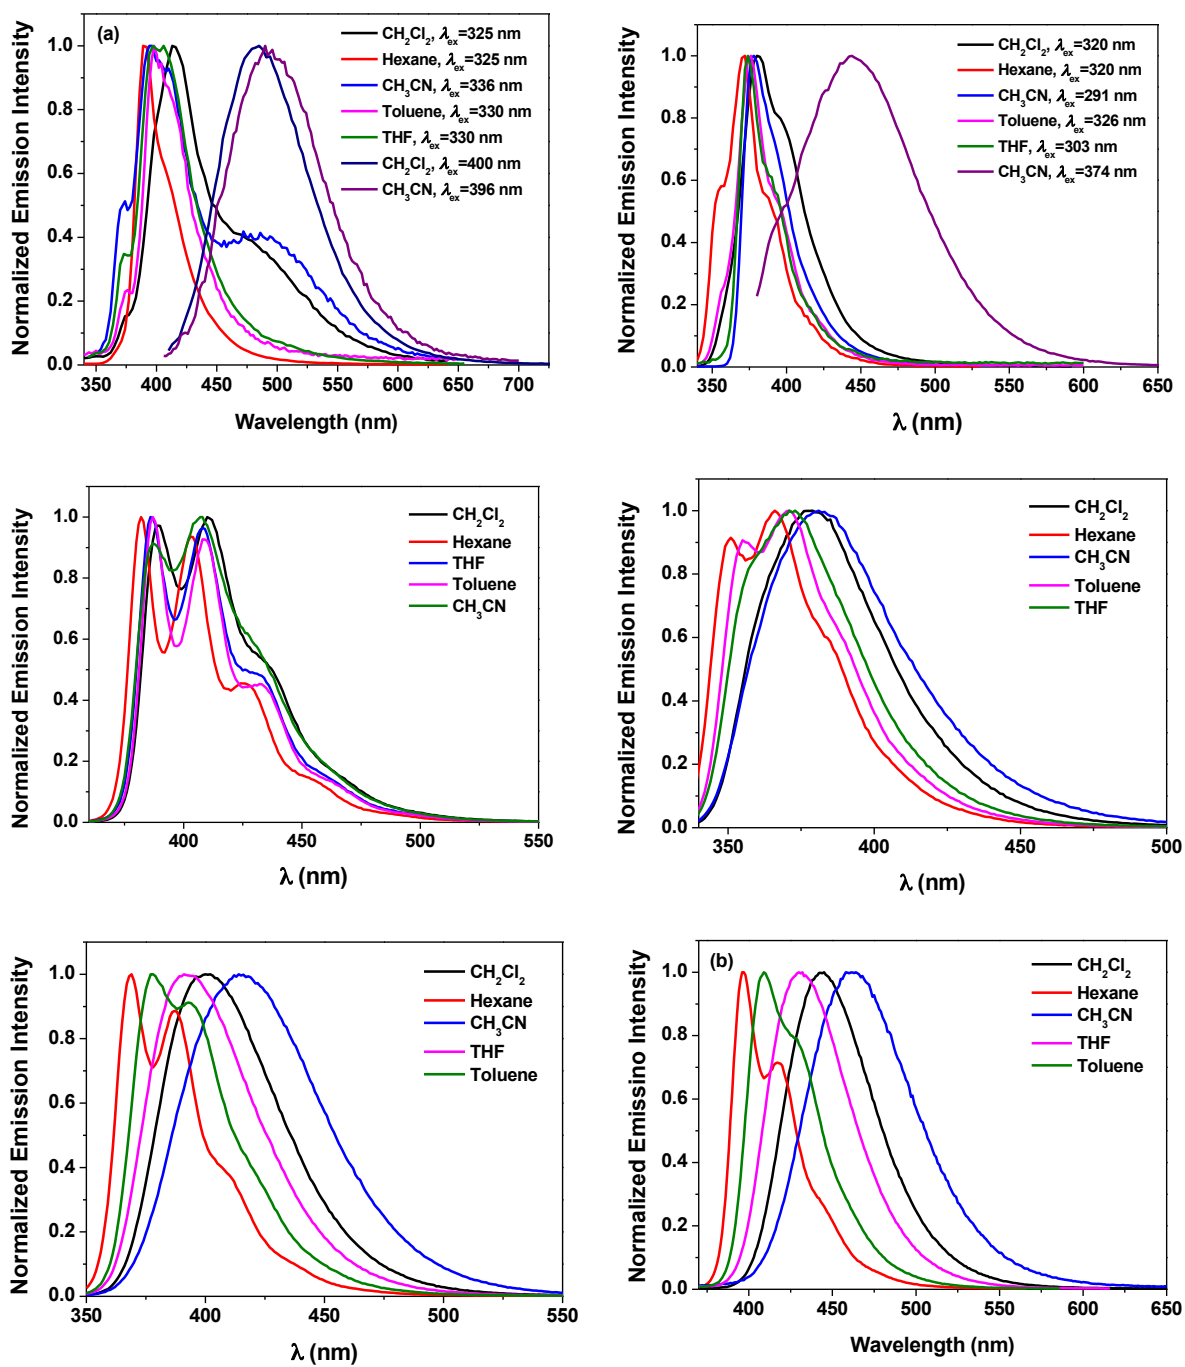 (a)
CH₂Cl₂, λex=325 nm
Hexane, λex=325 nm
CH₃CN, λex=336 nm
Toluene, λex=330 nm
THF, λex=330 nm
CH₂Cl₂, λex=400 nm
CH₃CN, λex=396 nm
Normalized Emission Intensity
1.0
0.8
0.6
0.4
0.2
0.0
350 400 450 500 550 600 650 700
Wavelength (nm)
CH₂Cl₂, λex=320 nm
Hexane, λex=320 nm
CH₃CN, λex=291 nm
Toluene, λex=326 nm
THF, λex=303 nm
CH₃CN, λex=374 nm
Normalized Emission Intensity
1.0
0.8
0.6
0.4
0.2
0.0
350 400 450 500 550 600 650
λ (nm)
CH₂Cl₂
Hexane
THF
Toluene
CH₃CN
Normalized Emission Intensity
1.0
0.8
0.6
0.4
0.2
0.0
400 450 500 550
λ (nm)
CH₂Cl₂
Hexane
CH₃CN
Toluene
THF
Normalized Emission Intensity
1.0
0.8
0.6
0.4
0.2
0.0
350 400 450 500
λ (nm)
CH₂Cl₂
Hexane
CH₃CN
THF
Toluene
Normalized Emission Intensity
1.0
0.8
0.6
0.4
0.2
0.0
350 400 450 500 550
λ (nm)
(b)
CH₂Cl₂
Hexane
CH₃CN
THF
Toluene
Normalized Emissino Intensity
1.0
0.8
0.6
0.4
0.2
0.0
400 450 500 550 600 650
Wavelength (nm)